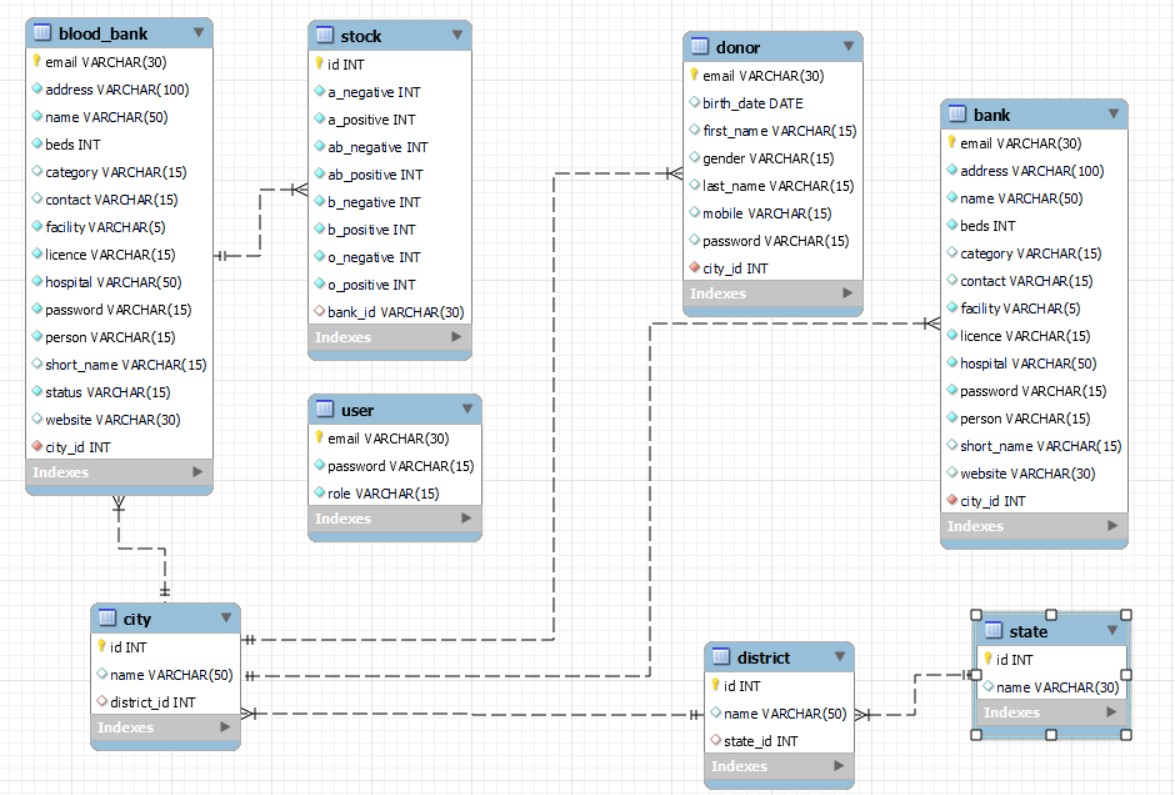 blood_bank
email VARCHAR(30)
address VARCHAR(100)
name VARCHAR(50)
beds INT
category VARCHAR(15)
contact VARCHAR(15)
facility VARCHAR(5)
licence VARCHAR(15)
hospital VARCHAR(50)
password VARCHAR(15)
person VARCHAR(15)
short_name VARCHAR(15)
status VARCHAR(15)
website VARCHAR(30)
city_id INT
Indexes
stock
id INT
a_negative INT
a_positive INT
ab_negative INT
ab_positive INT
b_negative INT
b_positive INT
o_negative INT
o_positive INT
bank_id VARCHAR(30)
Indexes
user
email VARCHAR(30)
password VARCHAR(15)
role VARCHAR(15)
Indexes
donor
email VARCHAR(30)
birth_date DATE
first_name VARCHAR(15)
gender VARCHAR(15)
last_name VARCHAR(15)
mobile VARCHAR(15)
password VARCHAR(15)
city_id INT
Indexes
bank
email VARCHAR(30)
address VARCHAR(100)
name VARCHAR(50)
beds INT
category VARCHAR(15)
contact VARCHAR(15)
facility VARCHAR(5)
licence VARCHAR(15)
hospital VARCHAR(50)
password VARCHAR(15)
person VARCHAR(15)
short_name VARCHAR(15)
website VARCHAR(30)
city_id INT
Indexes
city
id INT
name VARCHAR(50)
district_id INT
Indexes
district
id INT
name VARCHAR(50)
state_id INT
Indexes
state
id INT
name VARCHAR(30)
Indexes